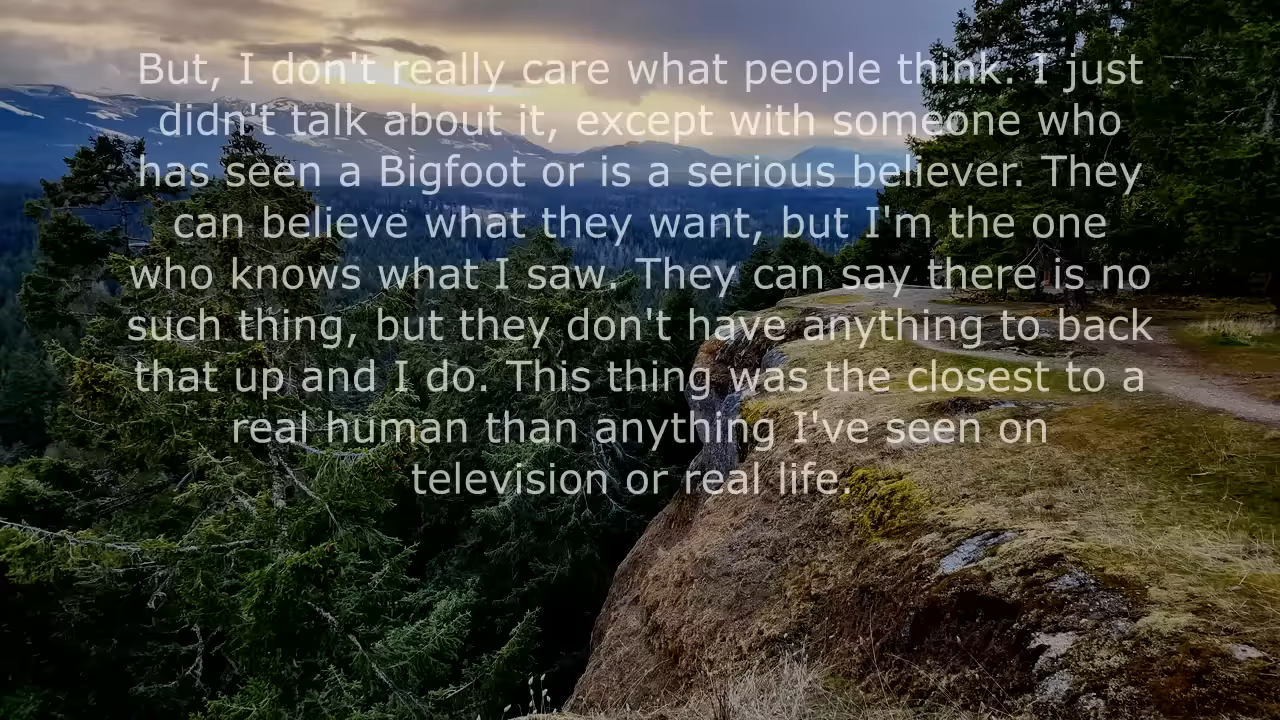 But, I don't really care what people think. I just
didn't talk about it, except with someone who
has seen a Bigfoot or is a serious believer. They
can believe what they want, but I'm the one
who knows what I saw. They can say there is no
such thing, but they don't have anything to back
that up and I do. This thing was the closest to a
real human than anything I've seen on
television or real life.